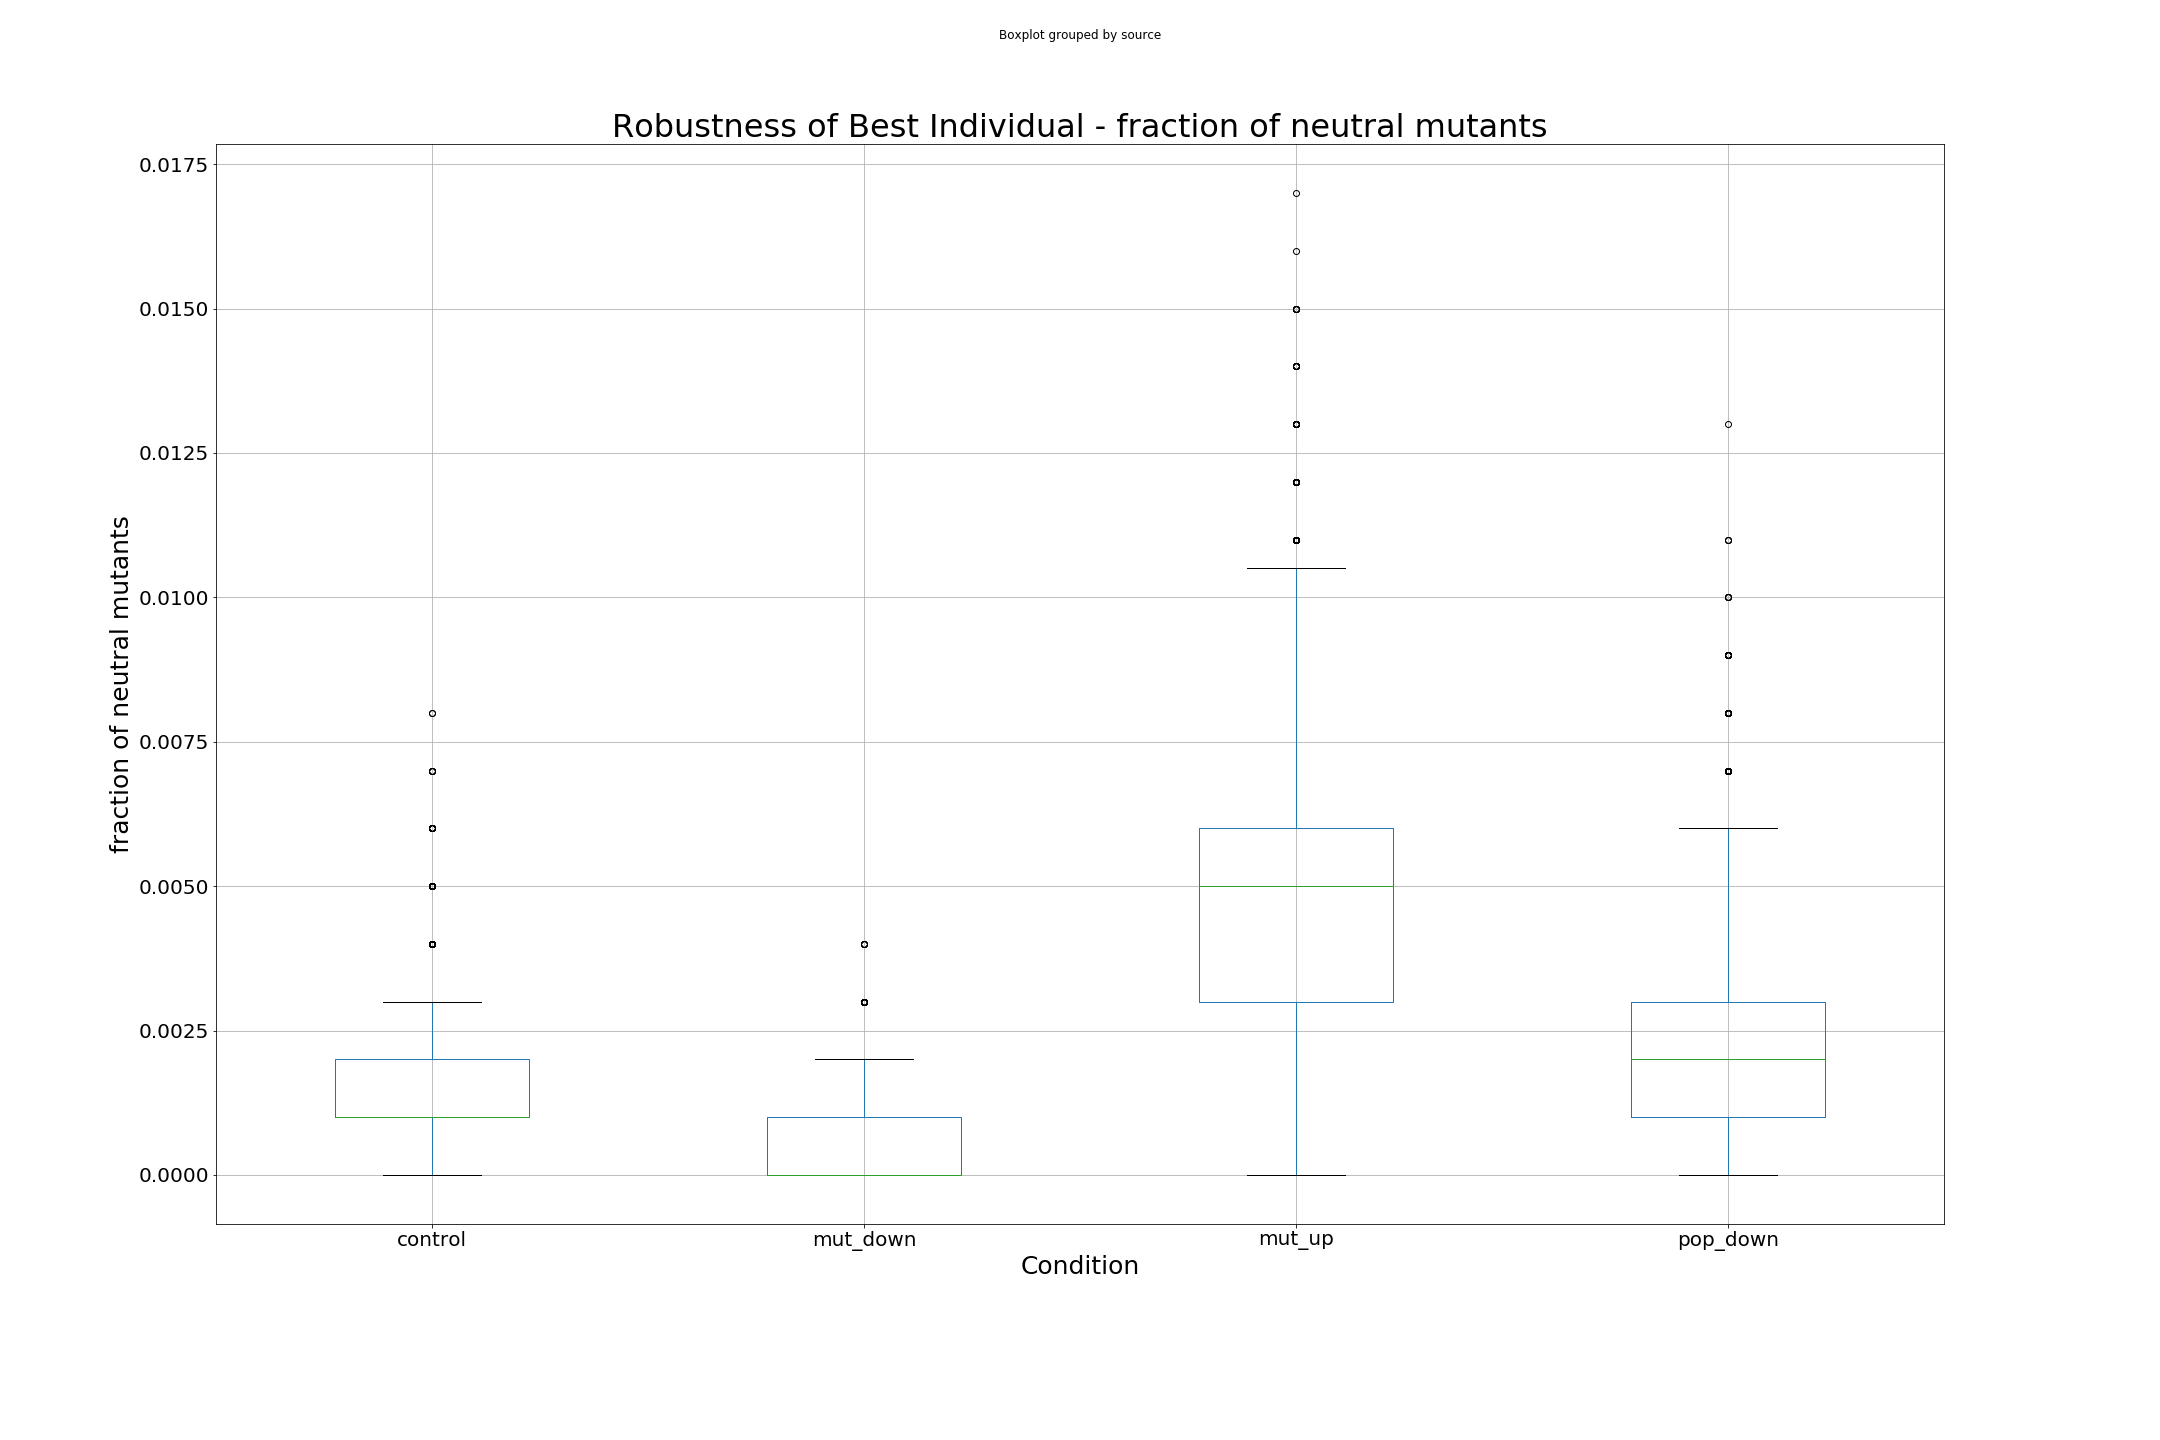 Boxplot grouped by source
Robustness of Best Individual - fraction of neutral mutants
fraction of neutral mutants
0.0175
0.0150
0.0125
0.0100
0.0075
0.0050
0.0025
0.0000
control mut_down mut_up pop_down
Condition